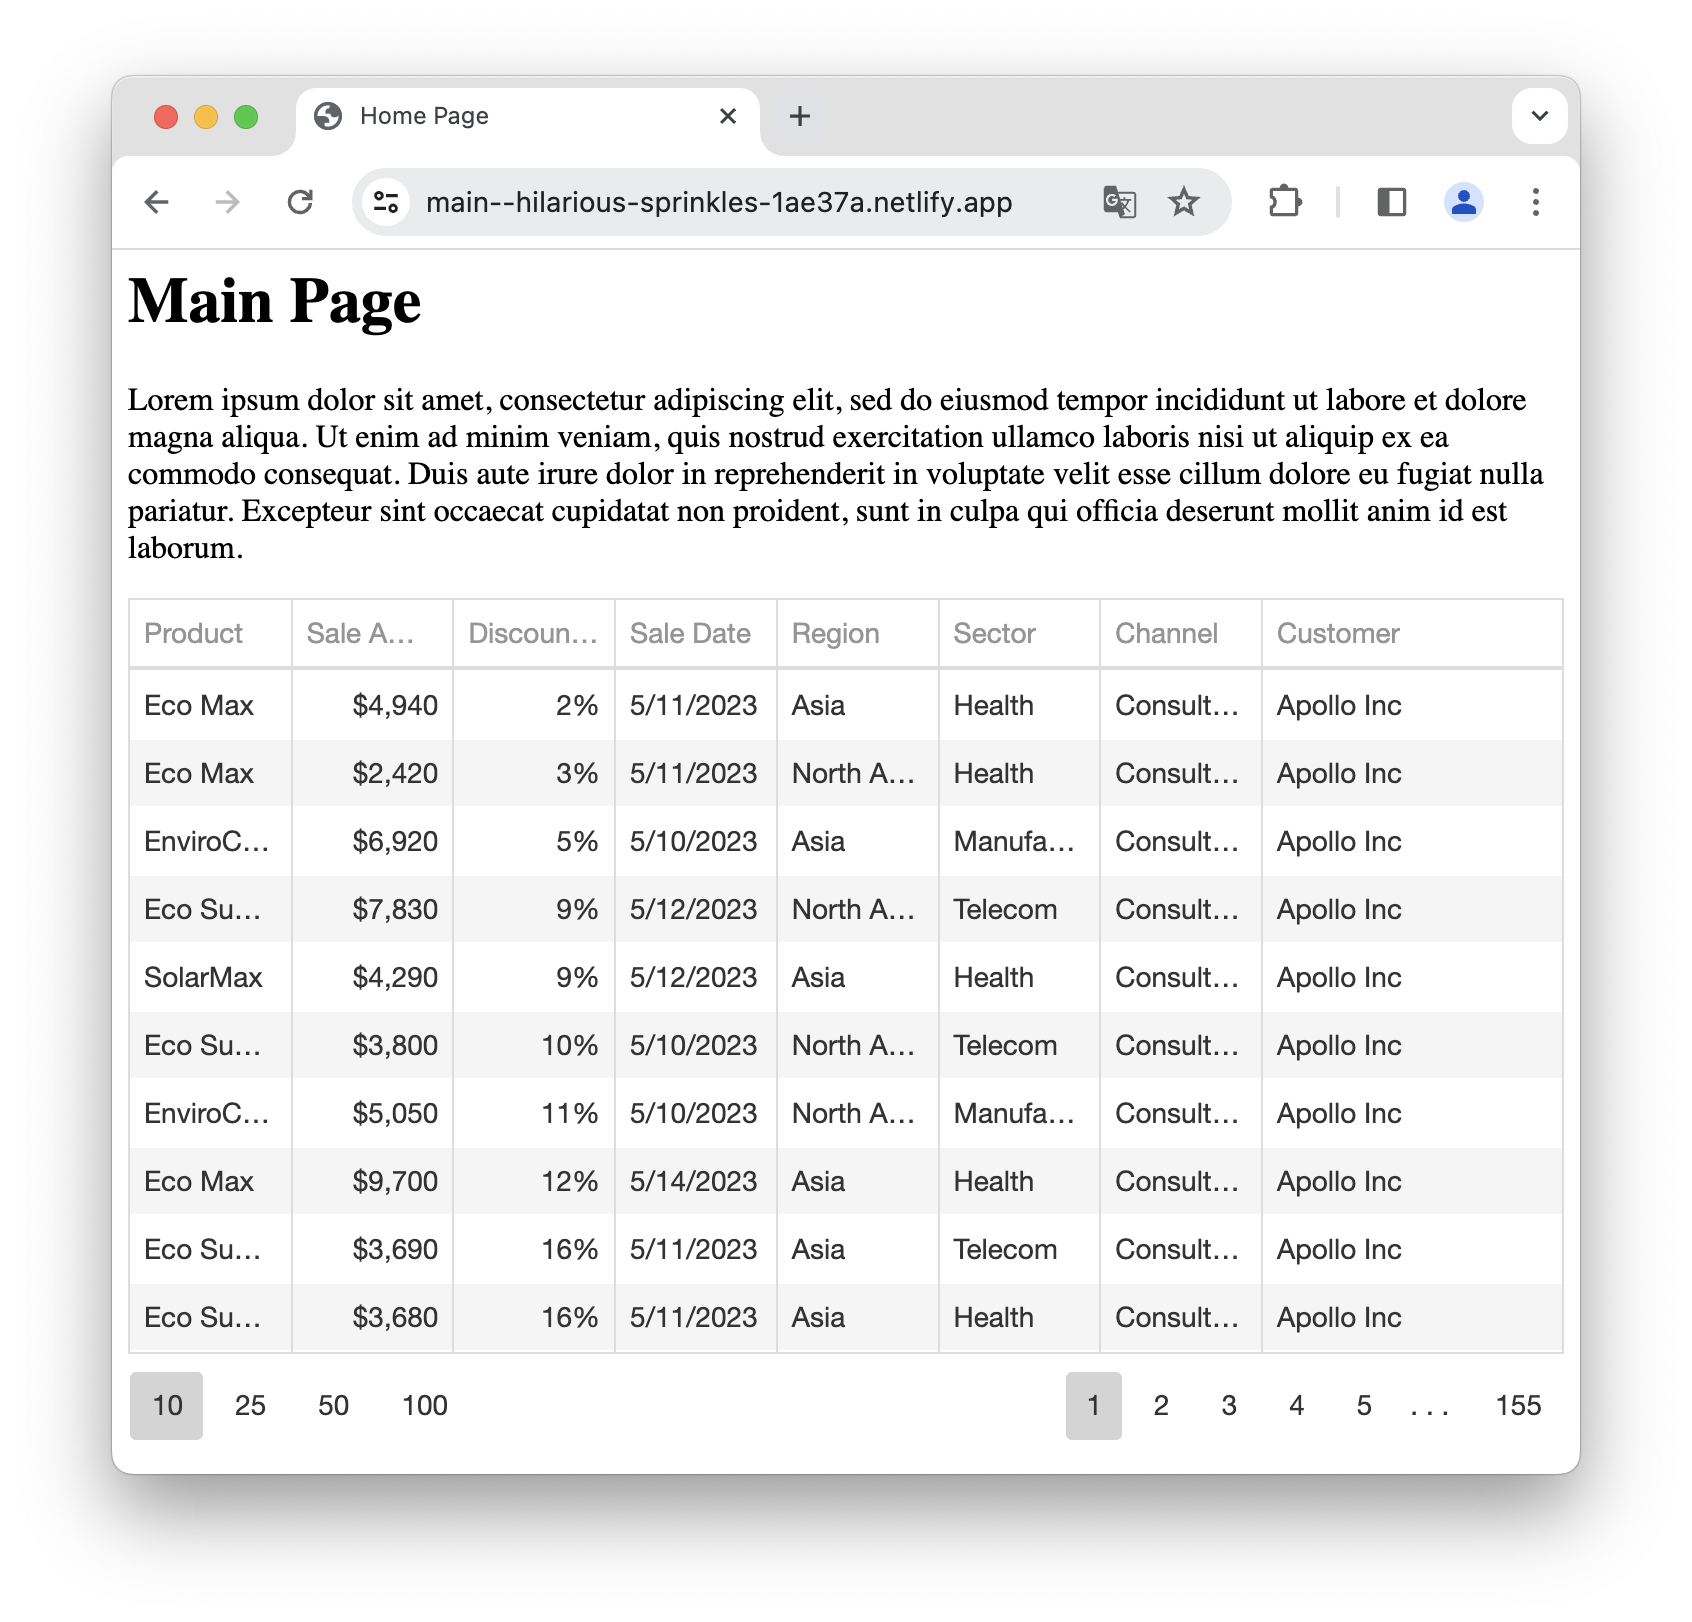 Home Page
main--hilarious-sprinkles-1ae37a.netlify.app
Main Page
Lorem ipsum dolor sit amet, consectetur adipiscing elit, sed do eiusmod tempor incididunt ut labore et dolore
magna aliqua. Ut enim ad minim veniam, quis nostrud exercitation ullamco laboris nisi ut aliquip ex ea
commodo consequat. Duis aute irure dolor in reprehenderit in voluptate velit esse cillum dolore eu fugiat nulla
pariatur. Excepteur sint occaecat cupidatat non proident, sunt in culpa qui officia deserunt mollit anim id est
laborum.
Product Sale A... Discoun... Sale Date Region Sector Channel Customer
Eco Max $4,940 2% 5/11/2023 Asia Health Consult... Apollo Inc
Eco Max $2,420 3% 5/11/2023 North A... Health Consult... Apollo Inc
EnviroC... $6,920 5% 5/10/2023 Asia Manufa... Consult... Apollo Inc
Eco Su... $7,830 9% 5/12/2023 North A... Telecom Consult... Apollo Inc
SolarMax $4,290 9% 5/12/2023 Asia Health Consult... Apollo Inc
Eco Su... $3,800 10% 5/10/2023 North A... Telecom Consult... Apollo Inc
EnviroC... $5,050 11% 5/10/2023 North A... Manufa... Consult... Apollo Inc
Eco Max $9,700 12% 5/14/2023 Asia Health Consult... Apollo Inc
Eco Su... $3,690 16% 5/11/2023 Asia Telecom Consult... Apollo Inc
Eco Su... $3,680 16% 5/11/2023 Asia Health Consult... Apollo Inc
10 25 50 100 1 2 3 4 5 ... 155